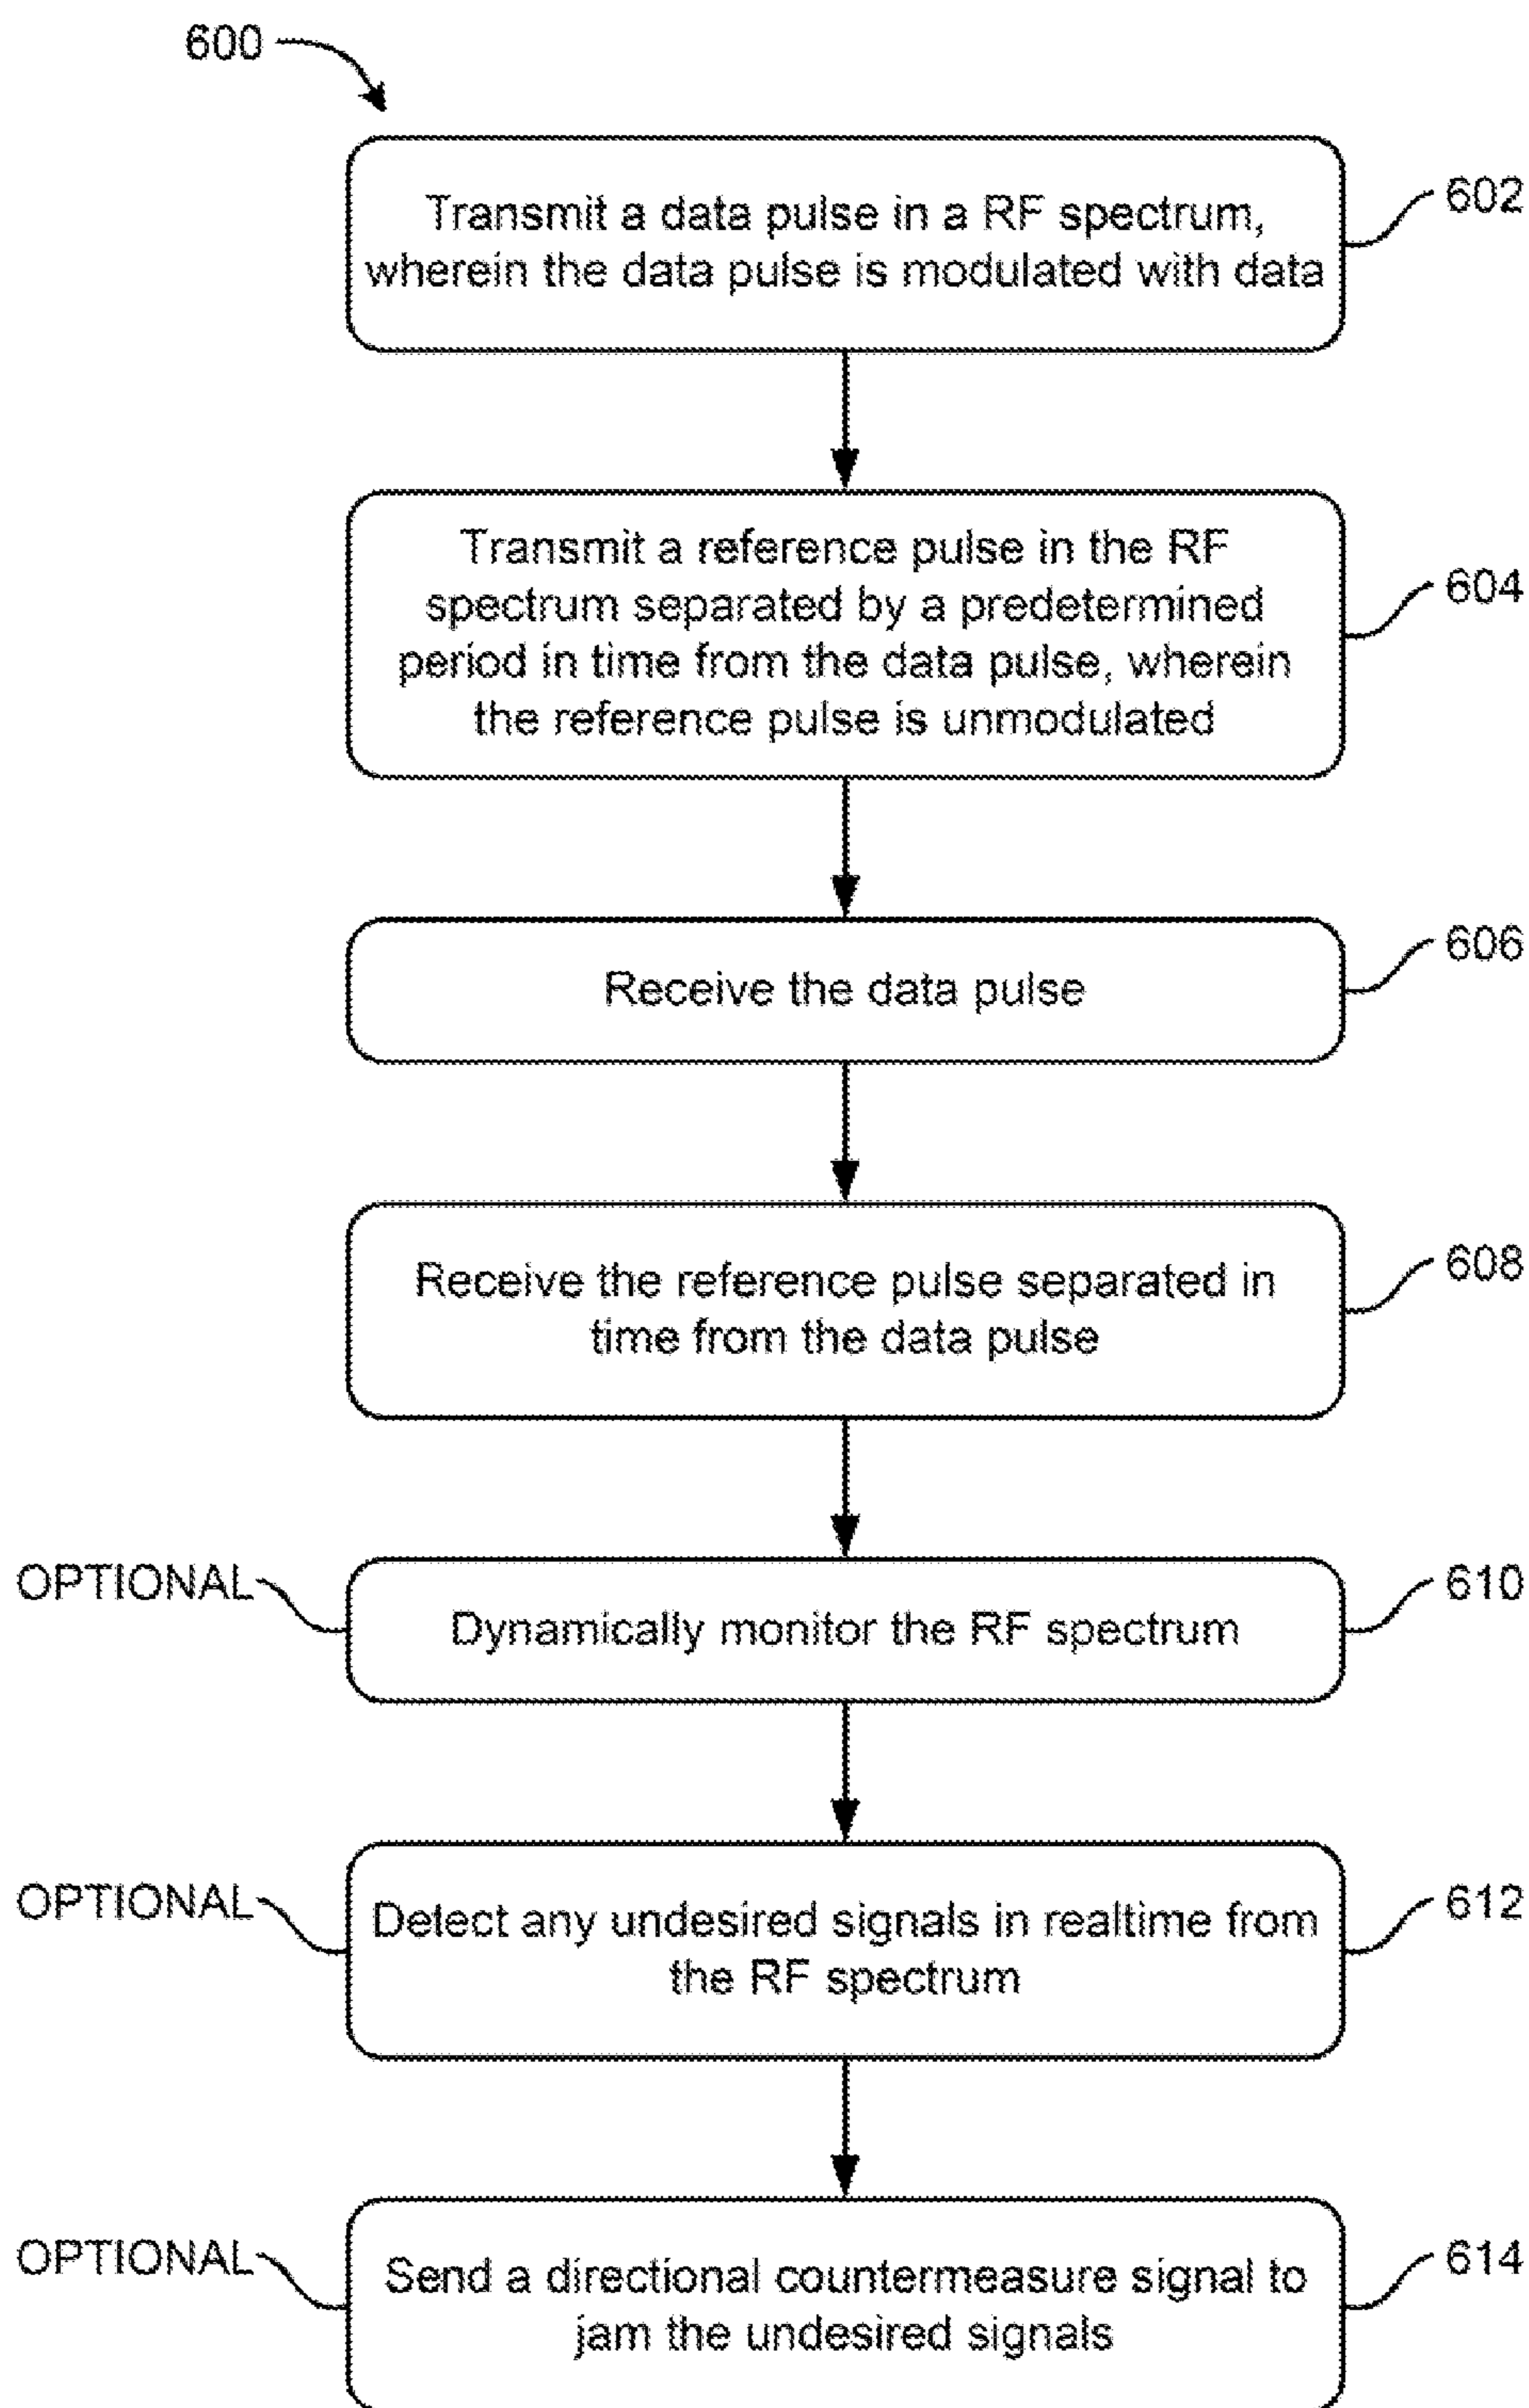 600
Transmit a data pulse in a RF spectrum,
wherein the data pulse is modulated with data
602
Transmit a reference pulse in the RF
spectrum separated by a predetermined
period in time from the data pulse, wherein
the reference pulse is unmodulated
604
Receive the data pulse
606
Receive the reference pulse separated in
time from the data pulse
608
OPTIONAL
Dynamically monitor the RF spectrum
610
OPTIONAL
Detect any undesired signals in realtime from
the RF spectrum
612
OPTIONAL
Send a directional countermeasure signal to
jam the undesired signals
614